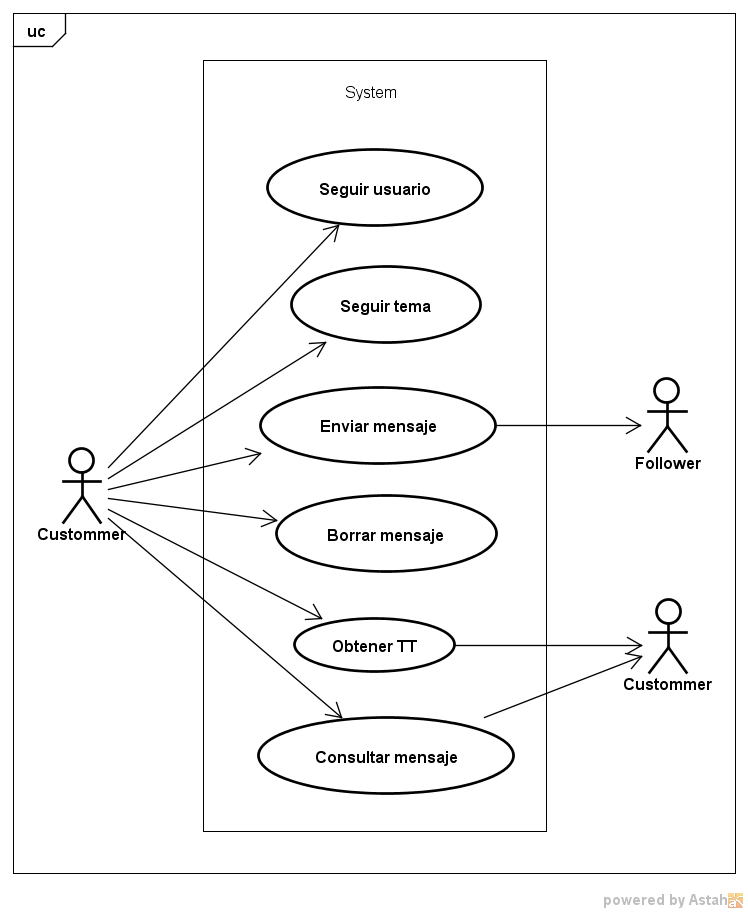 uc
System
Seguir usuario
Seguir tema
Enviar mensaje
Follower
Custommer
Borrar mensaje
Obtener TT
Custommer
Consultar mensaje
powered by Astah